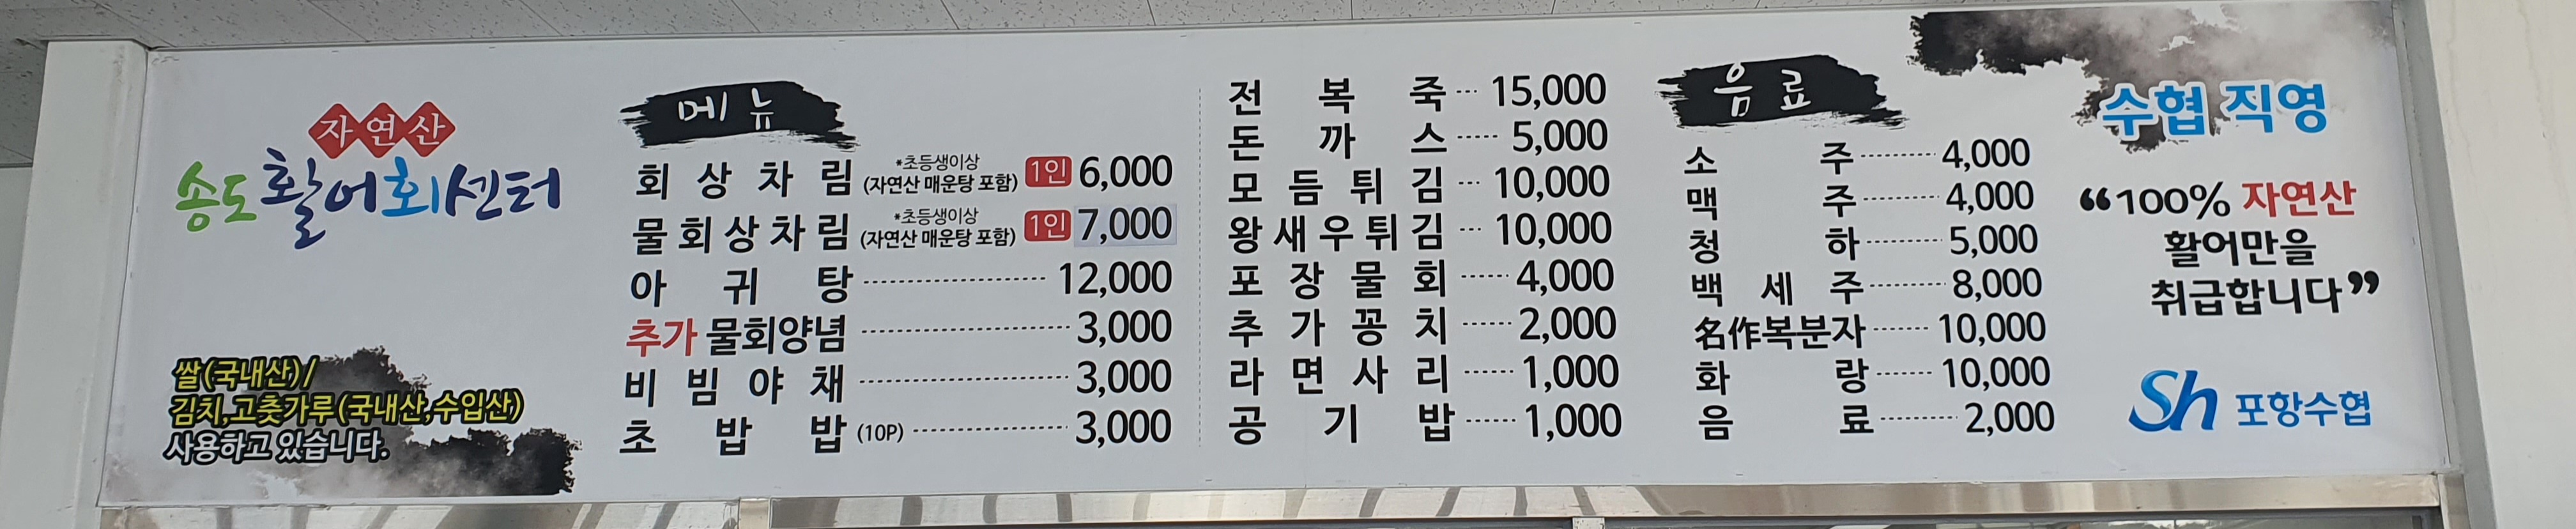 자연산
송도활어회센터
쌀(국내산)/
김치,고춧가루(국내산,수입산)
사용하고 있습니다.
메뉴
회상차림 *초등생이상 (자연산 매운탕 포함) 1인 6,000
물회상차림 *초등생이상 (자연산 매운탕 포함) 1인 7,000
아귀탕 12,000
추가 물회양념 3,000
비빔야채 3,000
초밥밥(10P) 3,000
전복죽 15,000
돈까스 5,000
모듬튀김 10,000
왕새우튀김 10,000
포장물회 4,000
추가꽁치 2,000
라면사리 1,000
공기밥 1,000
음료
소주 4,000
맥주 4,000
청하 5,000
백세주 8,000
名作복분자 10,000
화랑 10,000
음료 2,000
수협 직영
“100% 자연산
활어만을
취급합니다”
Sh 포항수협